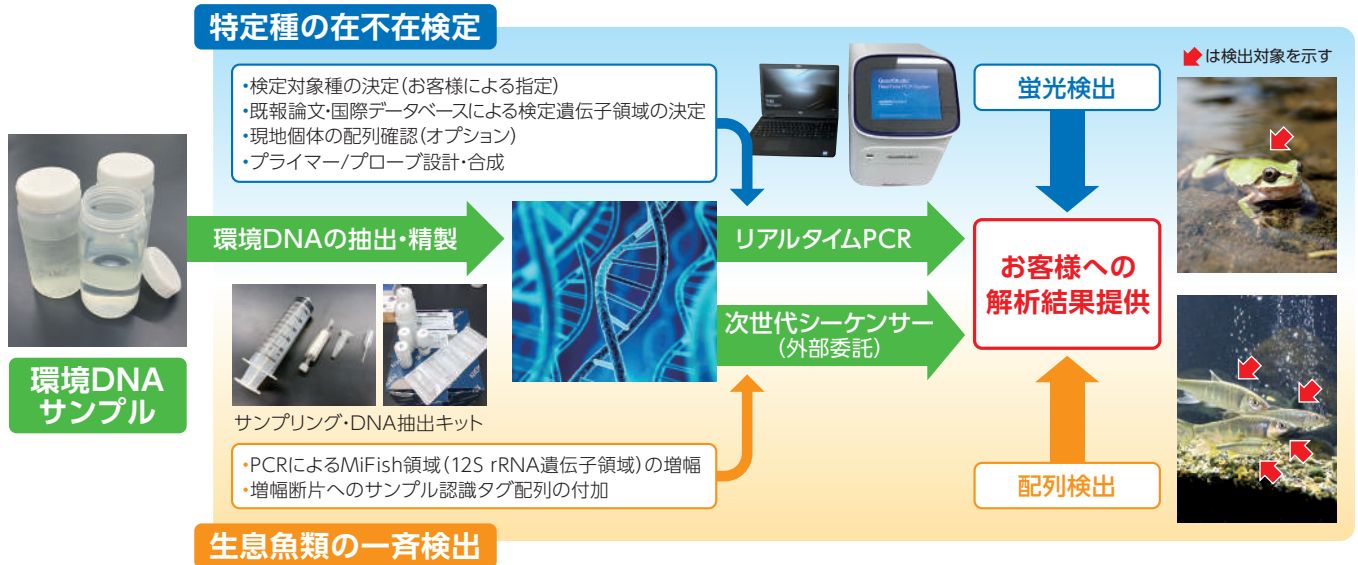 特定種の在不在検定
は検出対象を示す
・検定対象種の決定(お客様による指定)
・既報論文・国際データベースによる検定遺伝子領域の決定
・現地個体の配列確認(オプション)
・プライマー/プローブ設計・合成
QuantStudio
Real-Time PCR System
蛍光検出
環境DNAの抽出・精製
リアルタイムPCR
お客様への
解析結果提供
次世代シーケンサー
(外部委託)
環境DNA
サンプル
サンプリング・DNA抽出キット
・PCRによるMiFish領域(12S rRNA遺伝子領域)の増幅
・増幅断片へのサンプル認識タグ配列の付加
配列検出
生息魚類の一斉検出